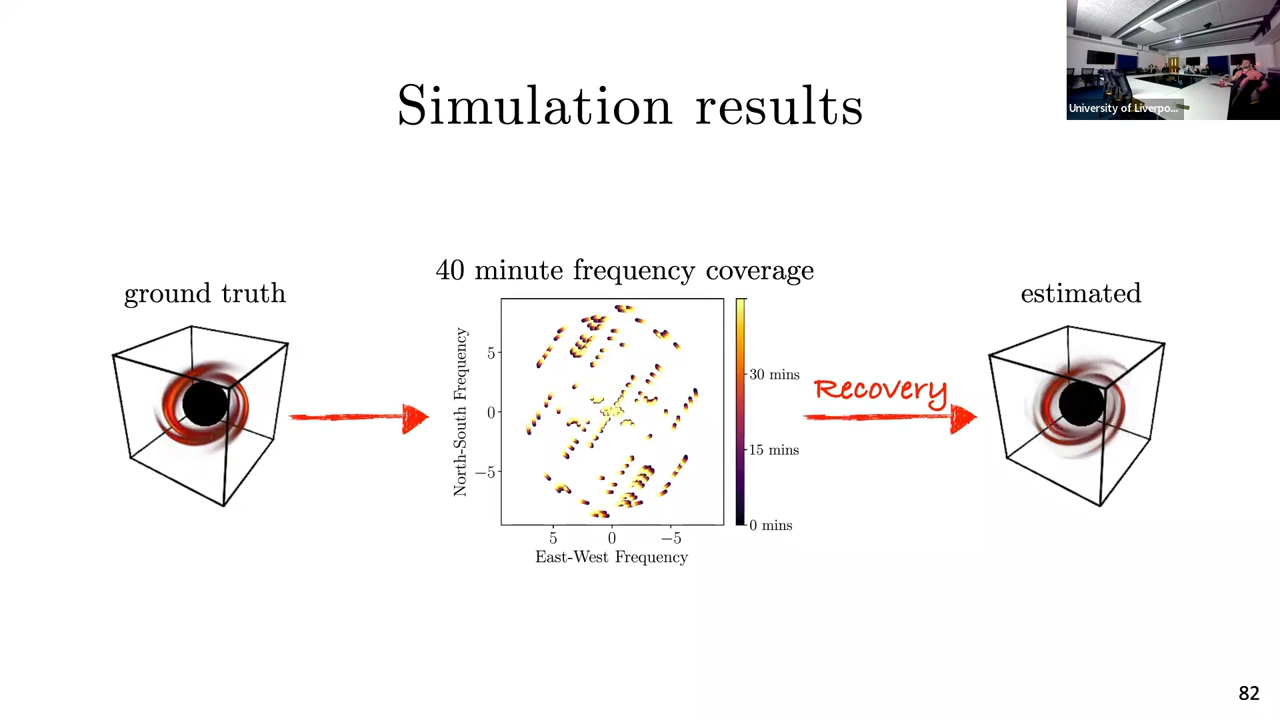 University of Liverpo...
Simulation results
40 minute frequency coverage
ground truth
estimated
North-South Frequency
5
0
−5
5
0
−5
East-West Frequency
30 mins
15 mins
0 mins
Recovery
82